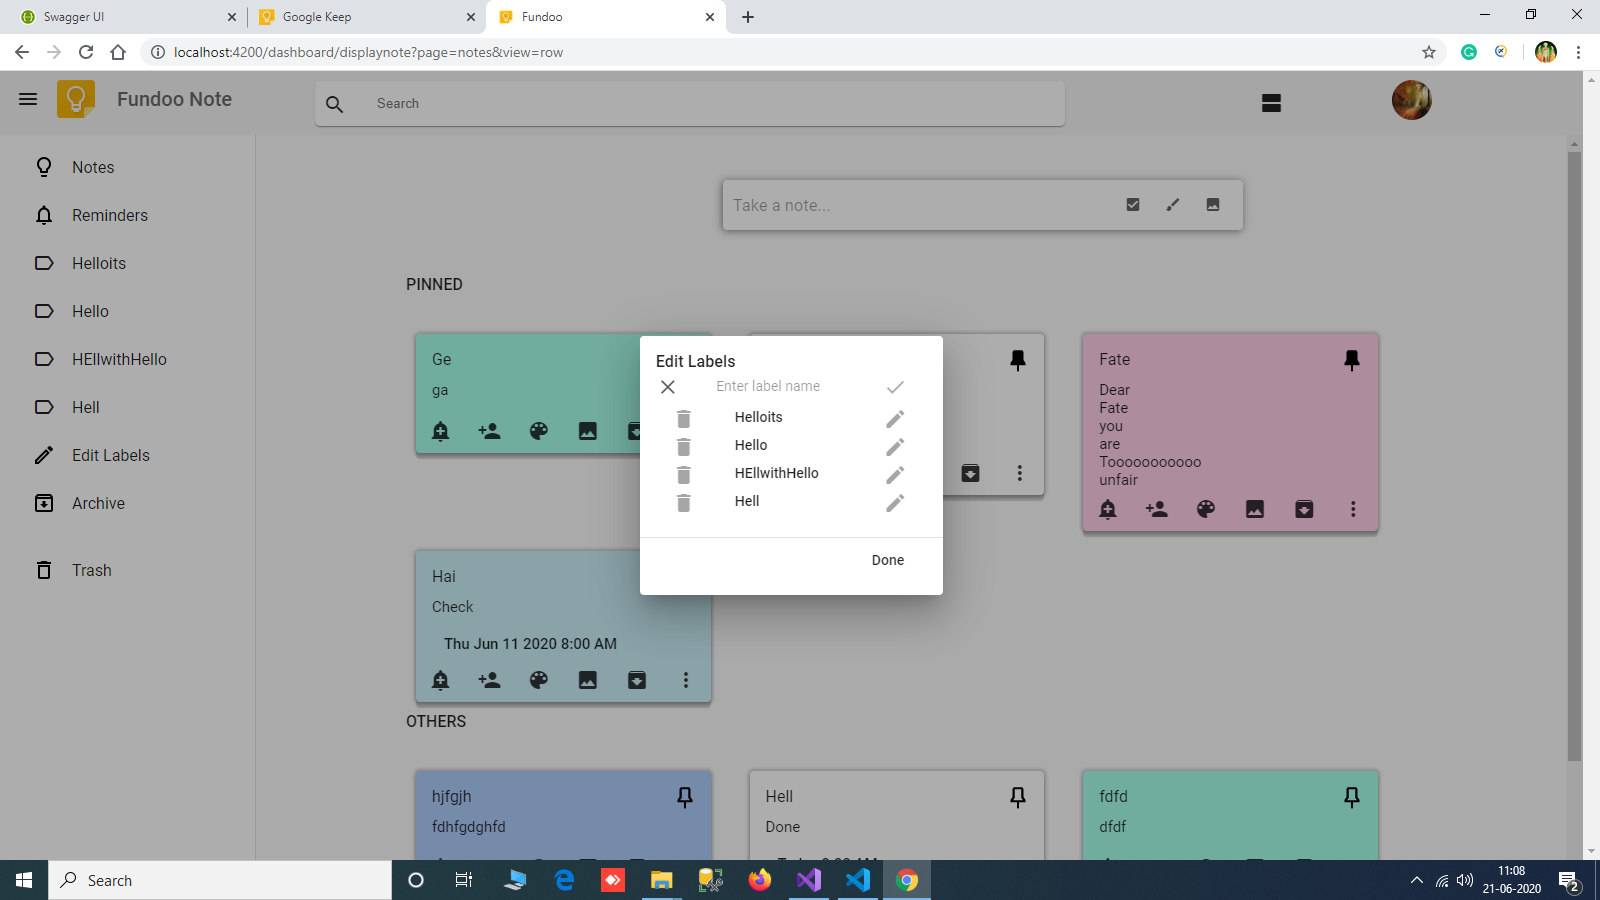 Swagger UI
Google Keep
Fundoo
localhost:4200/dashboard/displaynote?page=notes&view=row
Fundoo Note
Search
Notes
Reminders
Helloits
Hello
HEllwithHello
Hell
Edit Labels
Archive
Trash
Take a note...
PINNED
Ge
ga
Fate
Dear
Fate
you
are
Tooooooooooo
unfair
Edit Labels
Enter label name
Helloits
Hello
HEllwithHello
Hell
Done
Hai
Check
Thu Jun 11 2020 8:00 AM
OTHERS
hjfgjh
fdhfgdghfd
Hell
Done
fdfd
dfdf
Search
11:08
21-06-2020
2